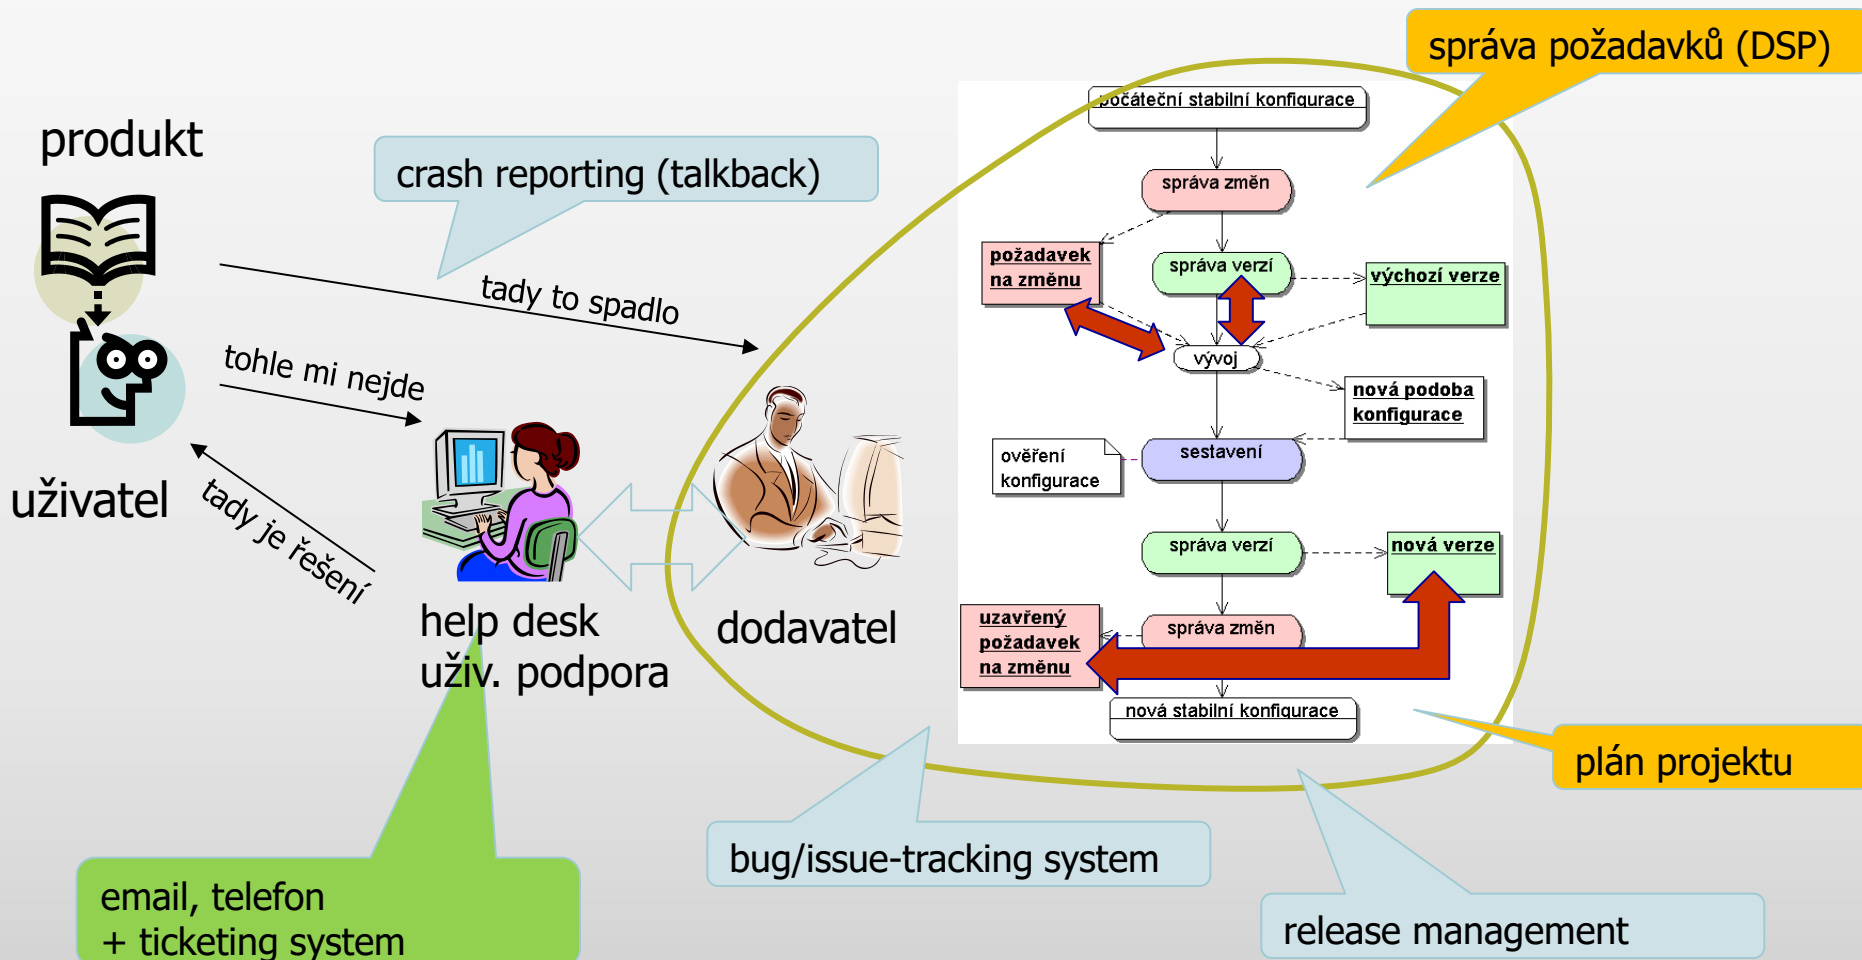 správa požadavků (DSP)
počáteční stabilní konfigurace
produkt
crash reporting (talkback)
správa změn
požadavek
na změnu
správa verzí
výchozí verze
tady to spadlo
tohle mi nejde
vývoj
nová podoba
konfigurace
ověření
konfigurace
sestavení
uživatel
tady je řešení
správa verzí
nová verze
help desk
uživ. podpora
dodavatel
uzavřený
požadavek
na změnu
správa změn
nová stabilní konfigurace
plán projektu
bug/issue-tracking system
email, telefon
+ ticketing system
release management